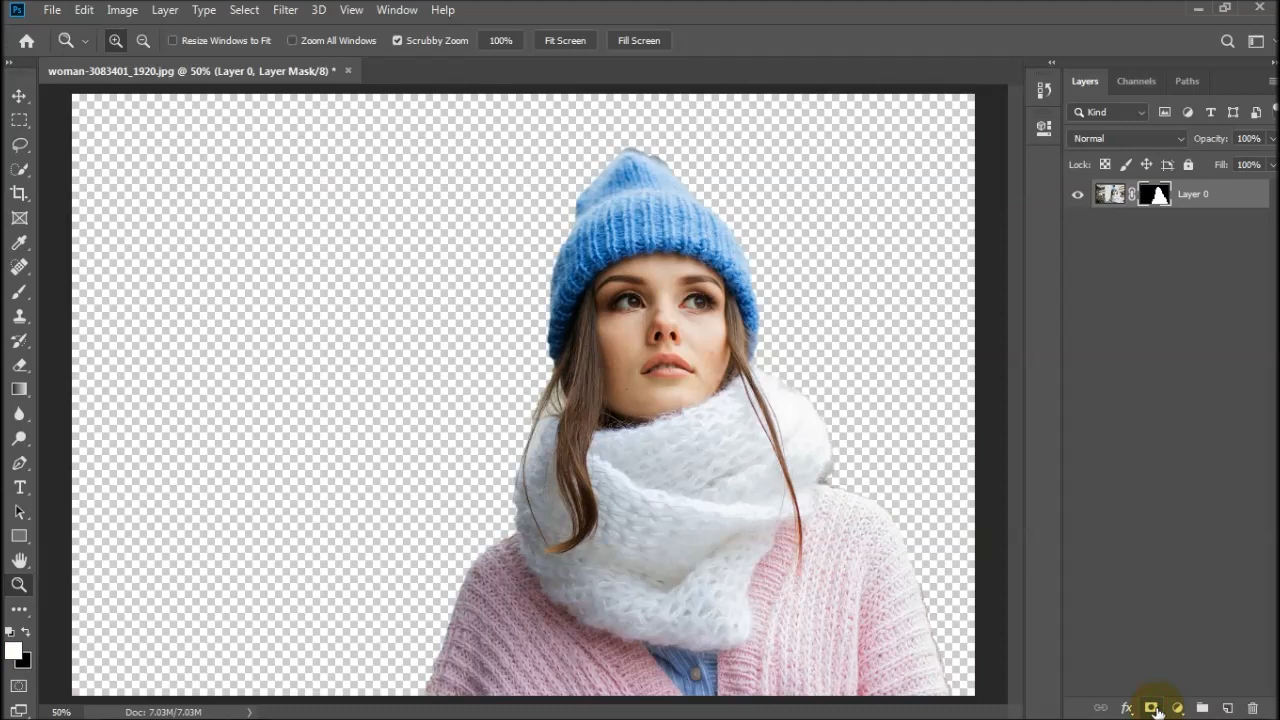 Ps File Edit Image Layer Type Select Filter 3D View Window Help
Resize Windows to Fit Zoom All Windows Scrubby Zoom 100% Fit Screen Fill Screen
woman-3083401_1920.jpg @ 50% (Layer 0, Layer Mask/8) * ×
Layers Channels Paths
Kind
Normal Opacity: 100%
Lock: Fill: 100%
Layer 0
T
fx
50% Doc: 7.03M/7.03M